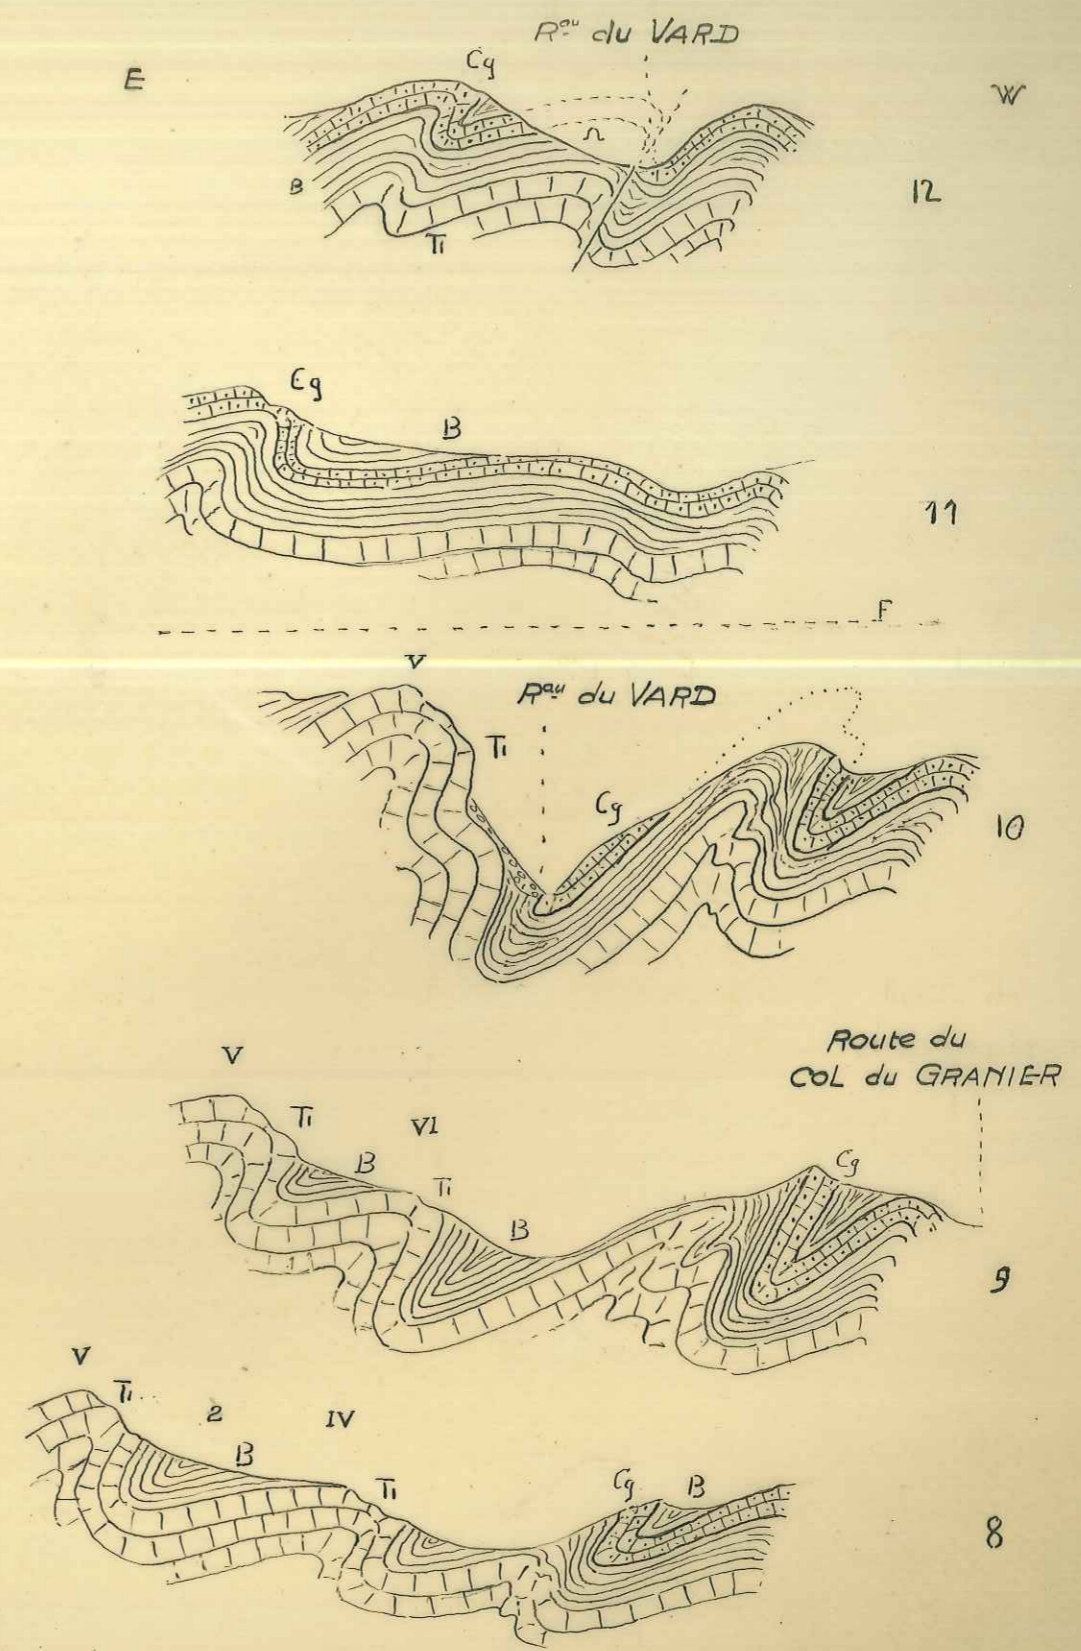 Rau du VARD
E
Cg
W
B
Ti
12
Cg
B
11
F
V
Rau du VARD
Ti
Cg
10
Route du
COL du GRANIER
V
Ti
VI
B
Ti
B
Cg
9
V
Ti
2
IV
B
Ti
Cg
B
8